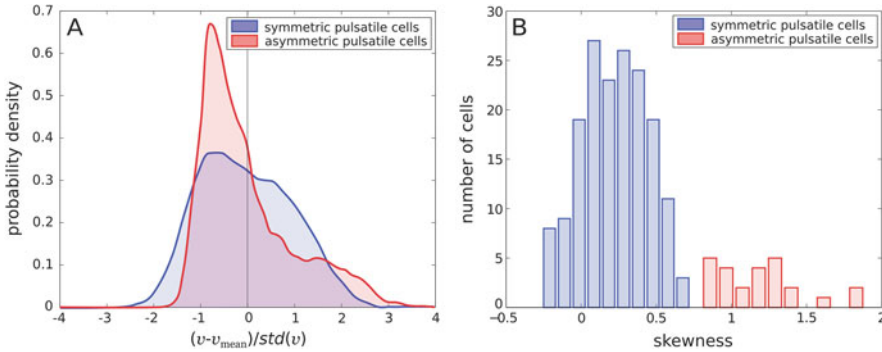 A
symmetric pulsatile cells
asymmetric pulsatile cells
probability density
0.7
0.6
0.5
0.4
0.3
0.2
0.1
0
-4 -3 -2 -1 0 1 2 3 4
(v-vmean)/std(v)
B
symmetric pulsatile cells
asymmetric pulsatile cells
number of cells
30
25
20
15
10
5
0
-0.5 0 0.5 1 1.5 2
skewness